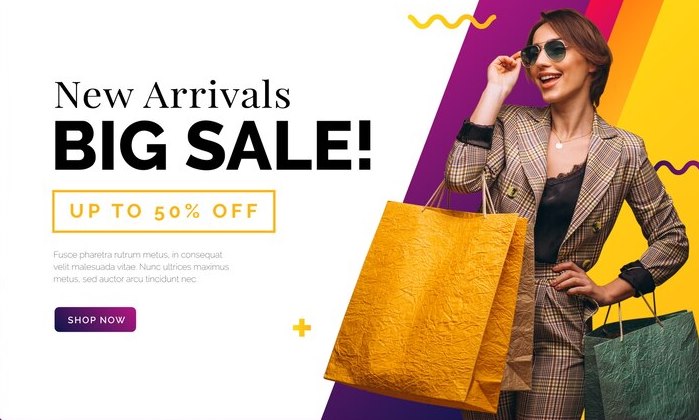 New Arrivals
BIG SALE!
UP TO 50% OFF
Fusce pharetra rutrum metus, in consequat
velit malesuada vitae. Nunc ultrices maximus
metus, sed auctor arcu tincidunt nec.
SHOP NOW